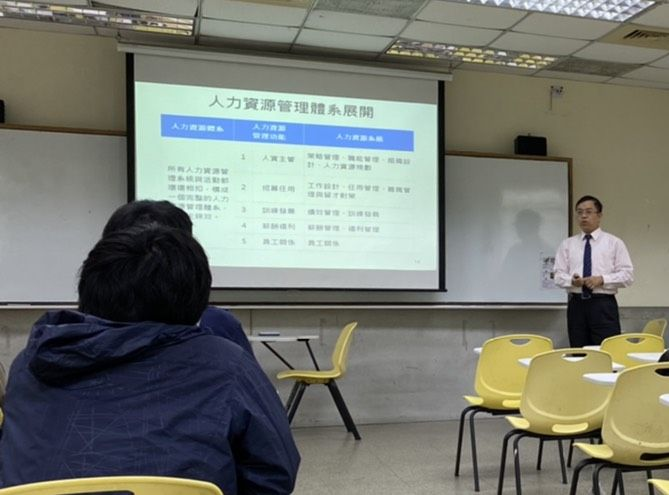 人力資源管理體系展開
人力資源體系
人力資源
管理功能
人力資源系統
所有人力資源管
理系統與活動都
環環相扣,構成
一個完整的人力
管理體系。
1
人資主管
策略管理、職能管理、組織設
計、人力資源規劃
2
招募任用
工作設計、任用管理、離職管
理與留才對策
3
訓練發展
績效管理、訓練發展
4
薪酬福利
薪酬管理、福利管理
5
員工關係
員工關係